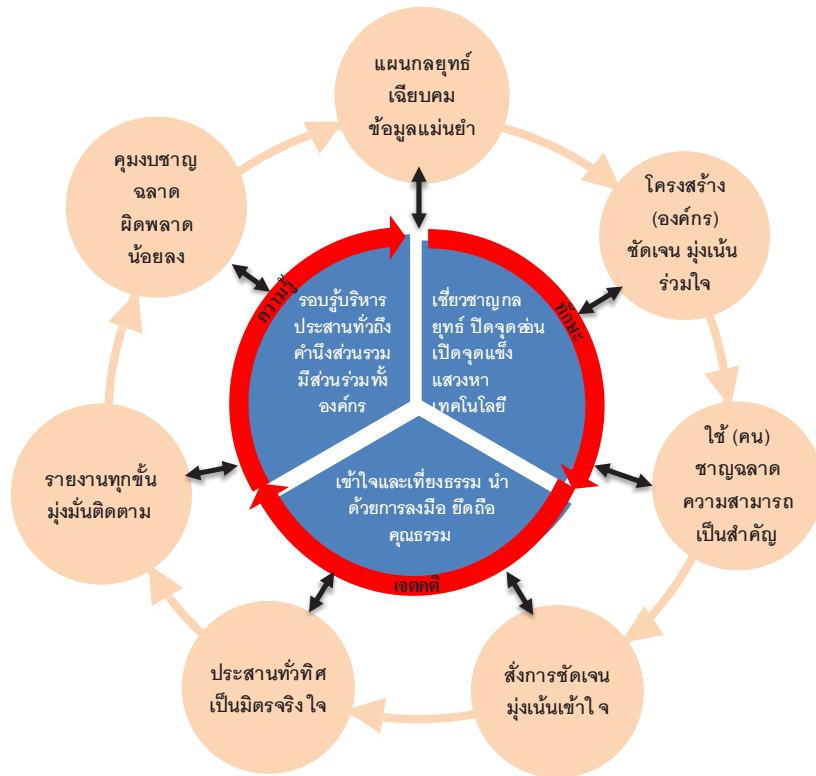 แผนกลยุทธ์
เฉียบคม
ข้อมูลแม่นยำ
โครงสร้าง
(องค์กร)
ชัดเจน มุ่งเน้น
ร่วมใจ
ใช้ (คน)
ชาญฉลาด
ความสามารถ
เป็นสำคัญ
สั่งการชัดเจน
มุ่งเน้นเข้าใจ
ประสานทั่วทิศ
เป็นมิตรจริงใจ
รายงานทุกขั้น
มุ่งมั่นติดตาม
คุมงบชาญ
ฉลาด
ผิดพลาด
น้อยลง
ความรู้
ทักษะ
เจตคติ
รอบรู้บริหาร
ประสานทั่วถึง
คำนึงส่วนรวม
มีส่วนร่วมทั้ง
องค์กร
เชี่ยวชาญกล
ยุทธ์ ปิดจุดอ่อน
เปิดจุดแข็ง
แสวงหา
เทคโนโลยี
เข้าใจและเที่ยงธรรม นำ
ด้วยการลงมือ ยึดถือ
คุณธรรม